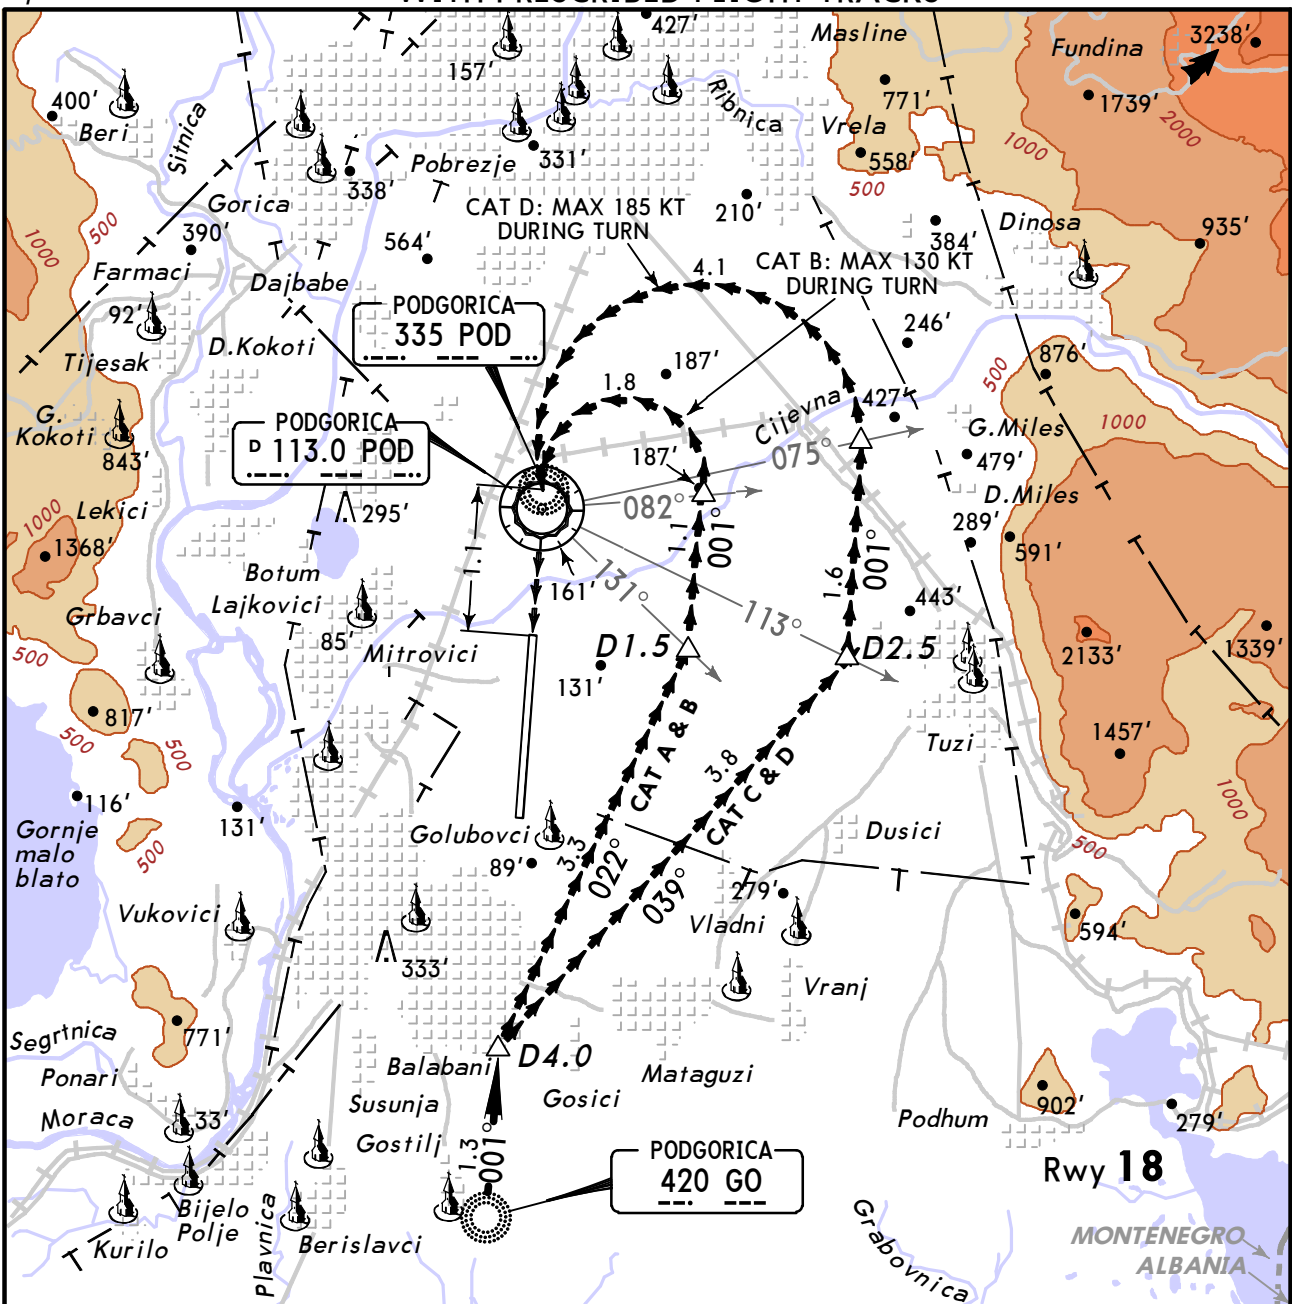 427'
Masline
3238'
Fundina
157'
771'
1739'
2000
400'
Beri
Sitnica
Ribnica
Vrela
1000
331'
558'
338'
Pobrezje
500
Gorica
CAT D: MAX 185 KT
DURING TURN
210'
384'
Dinosa
935'
500
1000
390'
564'
4.1
CAT B: MAX 130 KT
DURING TURN
Farmaci
Dajbabe
92'
PODGORICA
335 POD
246'
D.Kokoti
Tijesak
187'
876'
500
1.8
G.
Kokoti
PODGORICA
D 113.0 POD
Cijevna
427'
G.Miles
1000
843'
187'
075°
479'
082°
D.Miles
Lekici
295'
1000
289'
1368'
1.1
1.1
001°
591'
Botum
131°
1.6
001°
Lajkovici
161'
113°
443'
Grbavci
85'
Mitrovici
D1.5
D2.5
2133'
1339'
500
131'
817'
500
500
CAT A & B
3.8
CAT C & D
Tuzi
1457'
116'
131'
1000
Gornje
malo
blato
500
Golubovci
Dusici
500
89'
3.3
022°
039°
279'
Vukovici
Vladni
594'
333'
Vranj
771'
Segrtnica
Balabani
D4.0
Mataguzi
Ponari
Gosici
902'
279'
Moraca
33'
Susunja
Podhum
Gostilj
1.3
001°
PODGORICA
420 GO
Rwy 18
Bijelo
Polje
Plavnica
Kurilo
Berislavci
Grabovnica
MONTENEGRO
ALBANIA